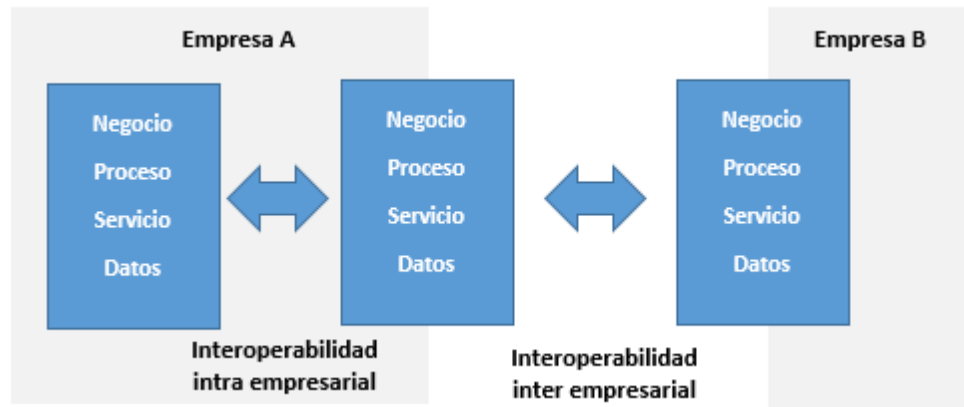 Empresa A
Empresa B
Negocio
Proceso
Servicio
Datos
Negocio
Proceso
Servicio
Datos
Negocio
Proceso
Servicio
Datos
Interoperabilidad
intra empresarial
Interoperabilidad
inter empresarial